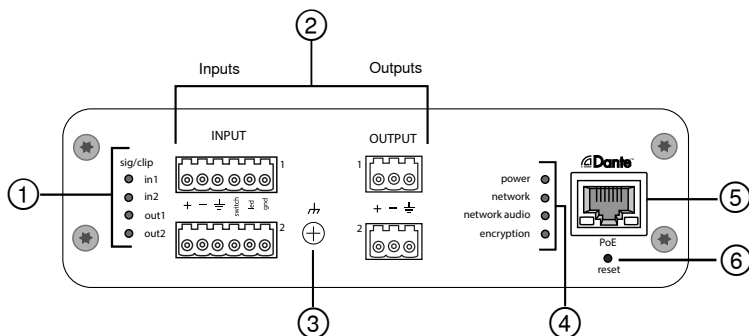 2
Inputs
Outputs
INPUT
OUTPUT
Dante™
sig/clip
in1
in2
out1
out2
1
1
+ − switch led gnd
+ −
2
2
power
network
network audio
encryption
PoE
reset
1
3
4
5
6